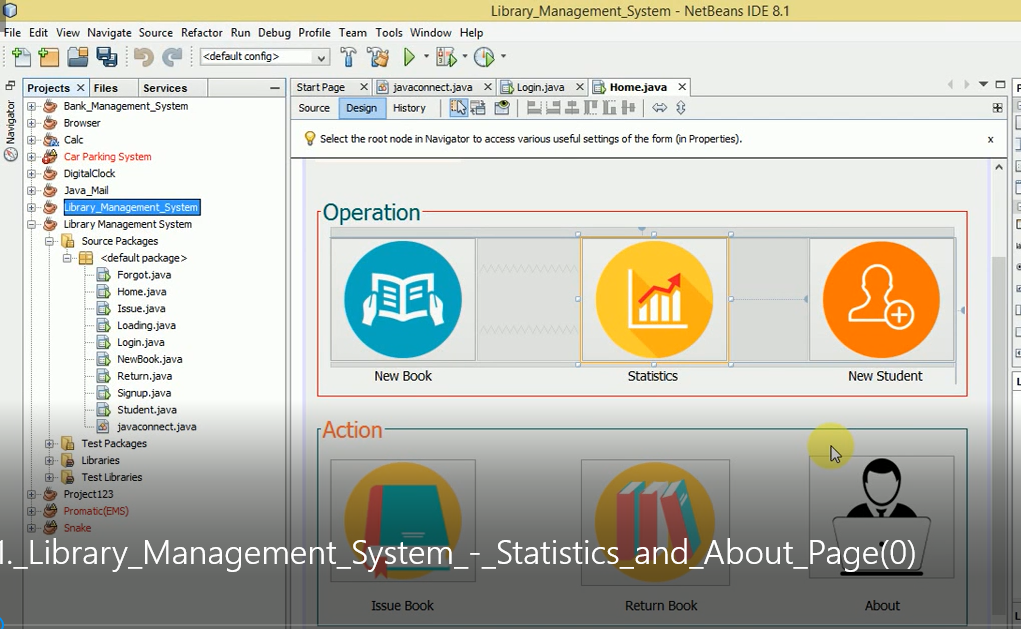 Library_Management_System - NetBeans IDE 8.1
File Edit View Navigate Source Refactor Run Debug Profile Team Tools Window Help
<default config>
Projects Files Services
Start Page javaconnect.java Login.java Home.java
Source Design History
Navigator
Select the root node in Navigator to access various useful settings of the form (in Properties).
Bank_Management_System
Browser
Calc
Car Parking System
DigitalClock
Java_Mail
Library_Management_System
Library Management System
Source Packages
<default package>
Forgot.java
Home.java
Issue.java
Loading.java
Login.java
NewBook.java
Return.java
Signup.java
Student.java
javaconnect.java
Test Packages
Libraries
Test Libraries
Project123
Promatic(EMS)
Snake
Operation
New Book Statistics New Student
Action
1._Library_Management_System_-_Statistics_and_About_Page(0)
Issue Book Return Book About